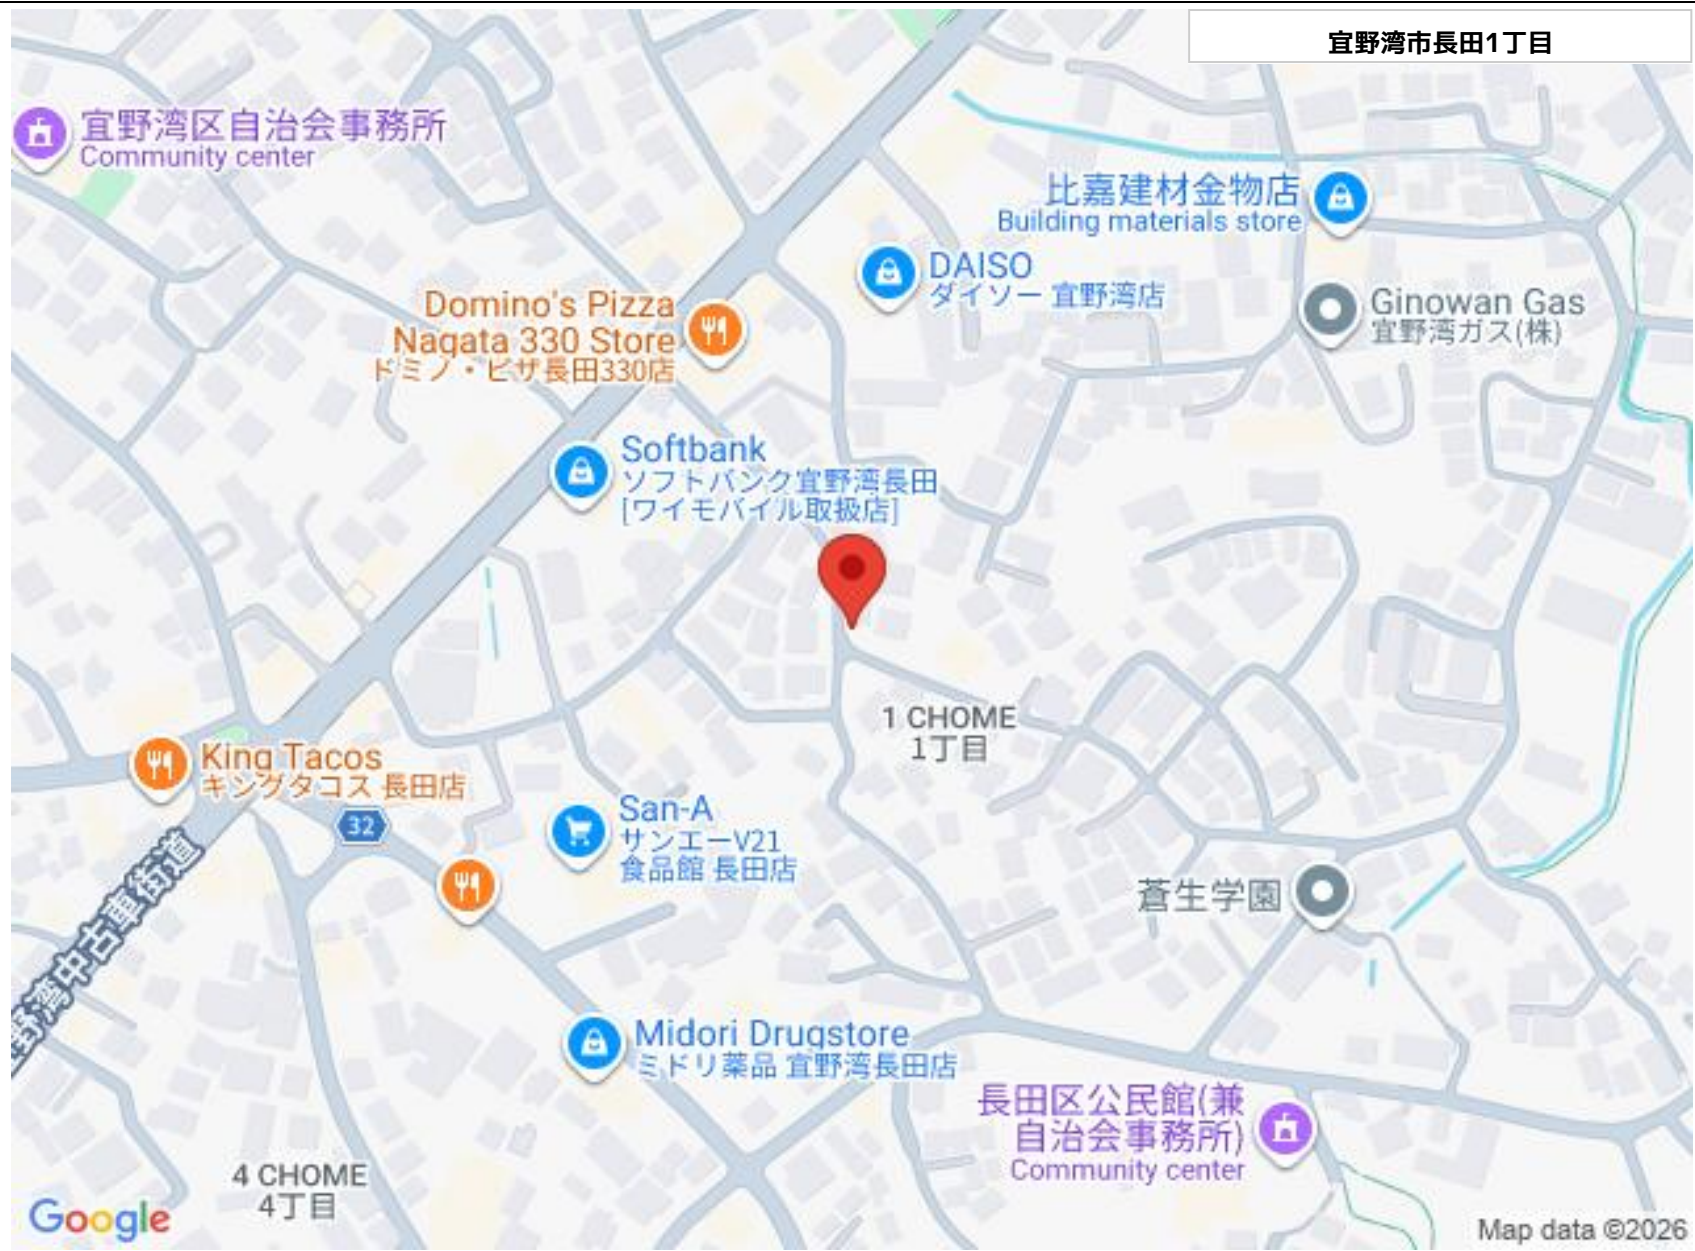 宜野湾市長田1丁目
宜野湾区自治会事務所
Community center
比嘉建材金物店
Building materials store
DAISO
ダイソー 宜野湾店
Ginowan Gas
宜野湾ガス(株)
Domino's Pizza
Nagata 330 Store
ドミノ・ピザ長田330店
Softbank
ソフトバンク宜野湾長田
[ワイモバイル取扱店]
1 CHOME
1丁目
King Tacos
キングタコス 長田店
32
San-A
サンエーV21
食品館 長田店
蒼生学園
野湾中古車街道
Midori Drugstore
ミドリ薬品 宜野湾長田店
長田区公民館(兼
自治会事務所)
Community center
4 CHOME
4丁目
Google
Map data ©2026